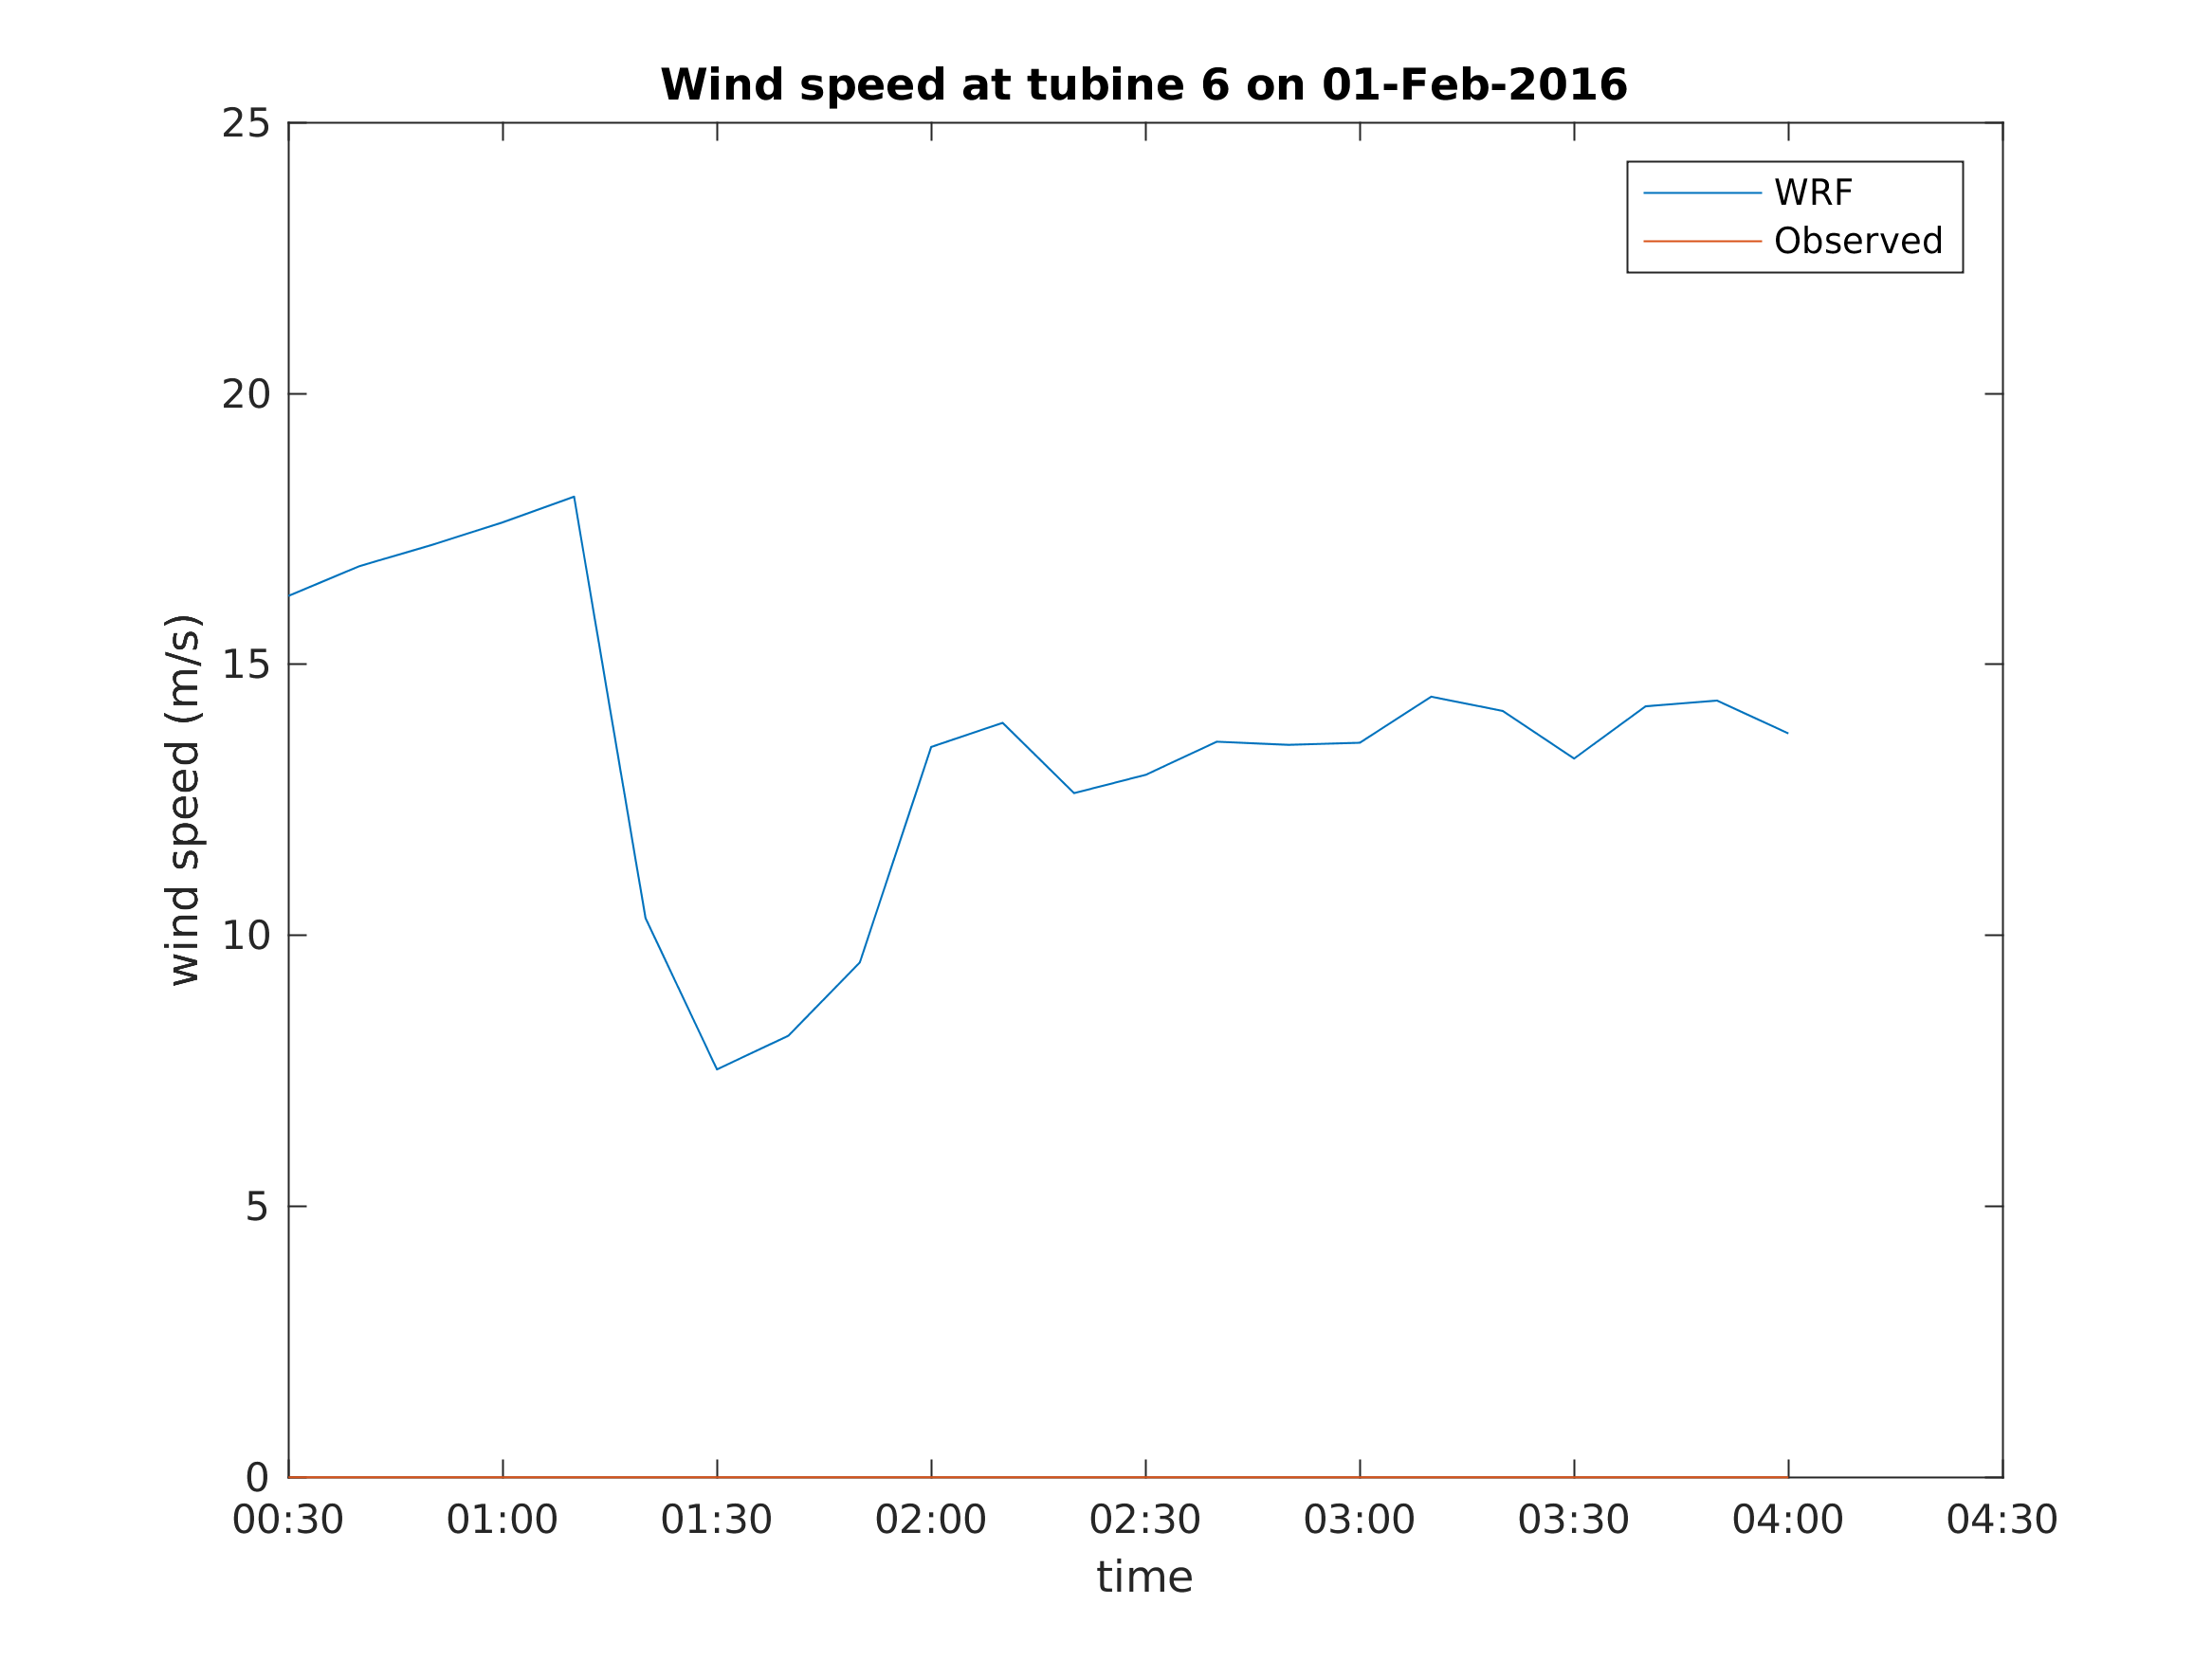 Wind speed at tubine 6 on 01-Feb-2016
WRF
Observed
25
20
15
10
5
0
wind speed (m/s)
00:30 01:00 01:30 02:00 02:30 03:00 03:30 04:00 04:30
time